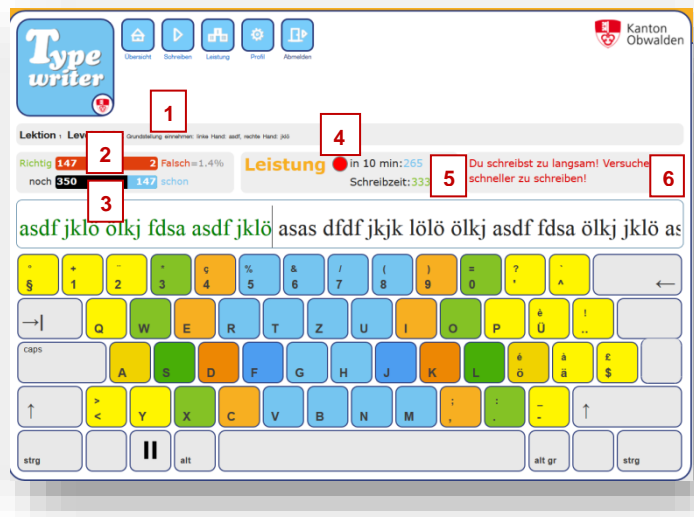 Type
writer
Übersicht Schreiben Leistung Profil Abmelden
Kanton
Obwalden
1
Lektion 1 Leve Grundstellung einnehmen: linke Hand: asdf, rechte Hand: jklö
2
4
Richtig 147 2 Falsch=1.4%
Leistung in 10 min: 265
Du schreibst zu langsam! Versuche
noch 350 147 schon
Schreibzeit: 333
5
schneller zu schreiben!
6
3
asdf jklö ölkj fdsa asdf jklö asas dfdf jkjk lölö ölkj asdf fdsa ölkj jklö as
° + " * ç % & / ( ) = ? `
§ 1 2 3 4 5 6 7 8 9 0 ' ^ ←
→| Q W E R T Z U I O P è Ü ! ..
caps A S D F G H J K L é ö à ä £ $
↑ > < Y X C V B N M ; , : . _ - ↑
strg alt alt gr strg